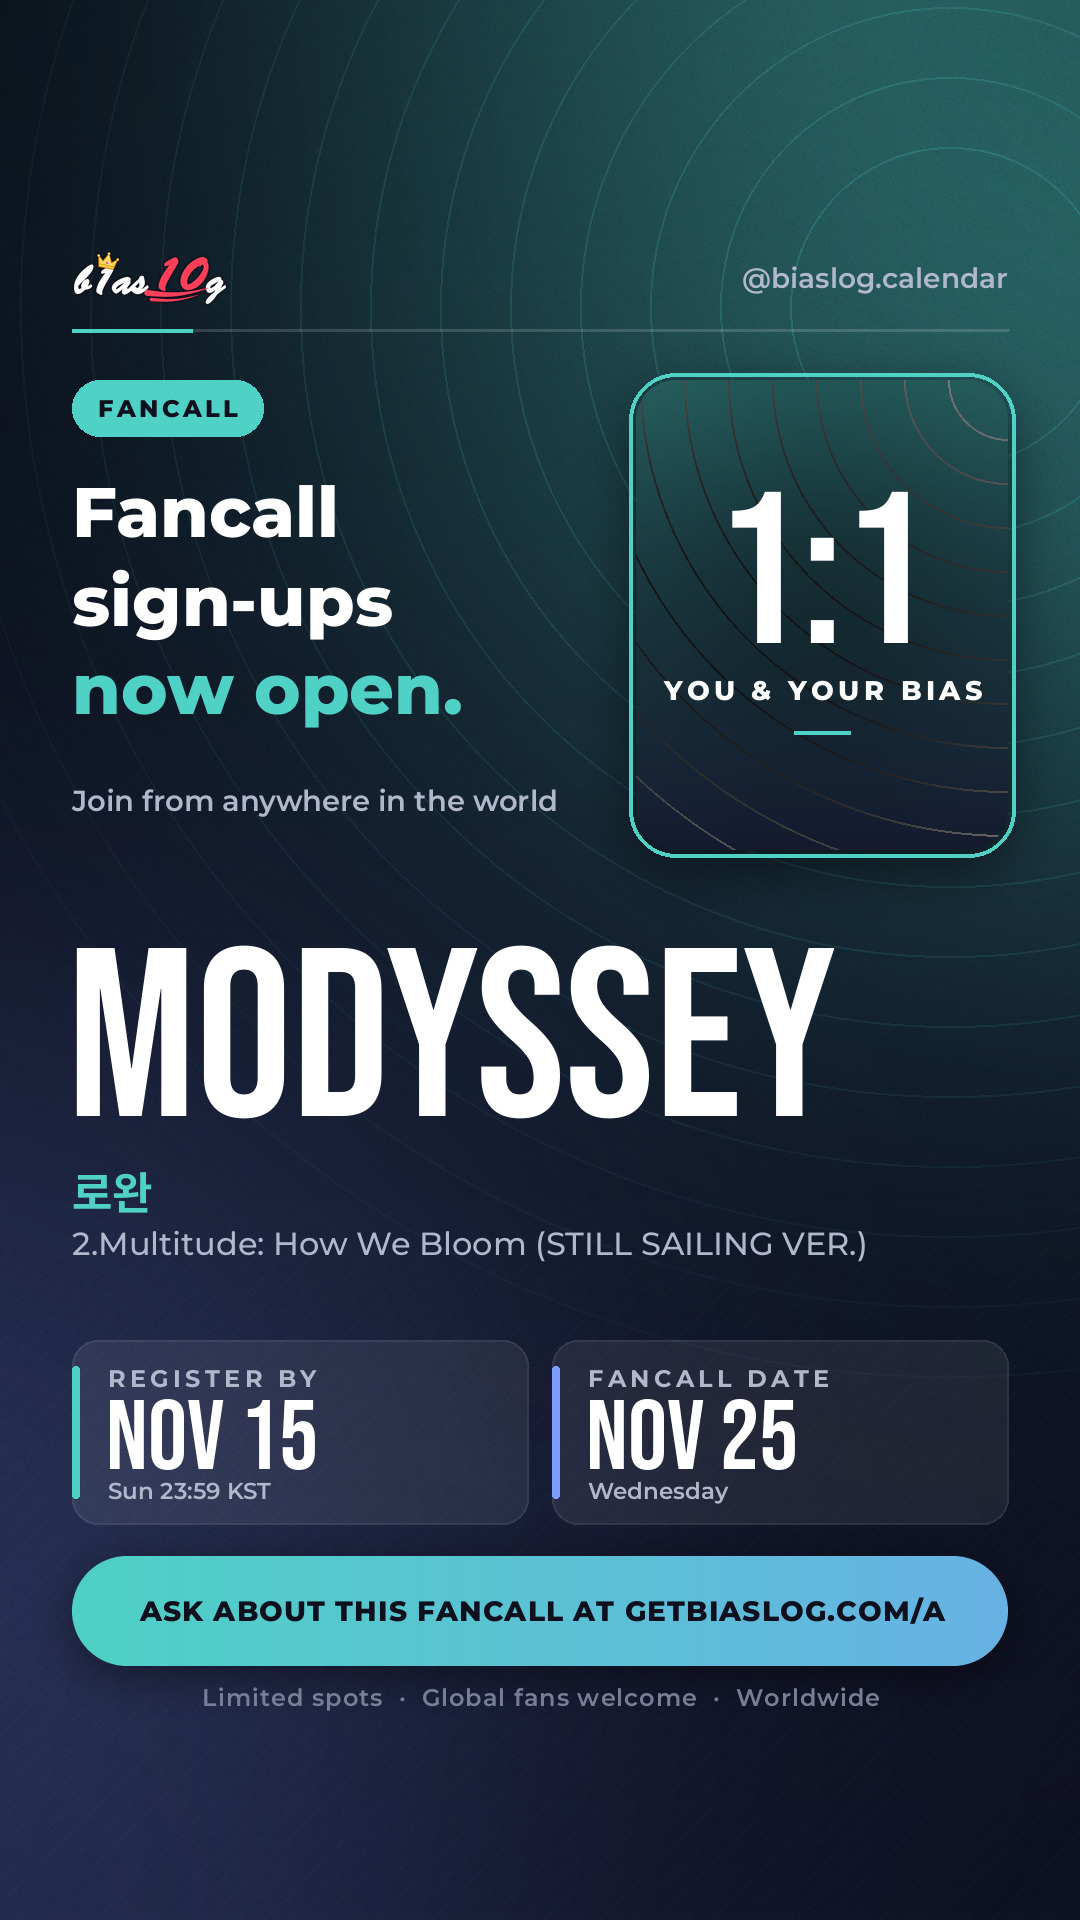 b1as10g
@biaslog.calendar
FANCALL
Fancall
sign-ups
now open.
Join from anywhere in the world
1:1
YOU & YOUR BIAS
MODYSSEY
로완
2.Multitude: How We Bloom (STILL SAILING VER.)
REGISTER BY
NOV 15
Sun 23:59 KST
FANCALL DATE
NOV 25
Wednesday
ASK ABOUT THIS FANCALL AT GETBIASLOG.COM/A
Limited spots · Global fans welcome · Worldwide